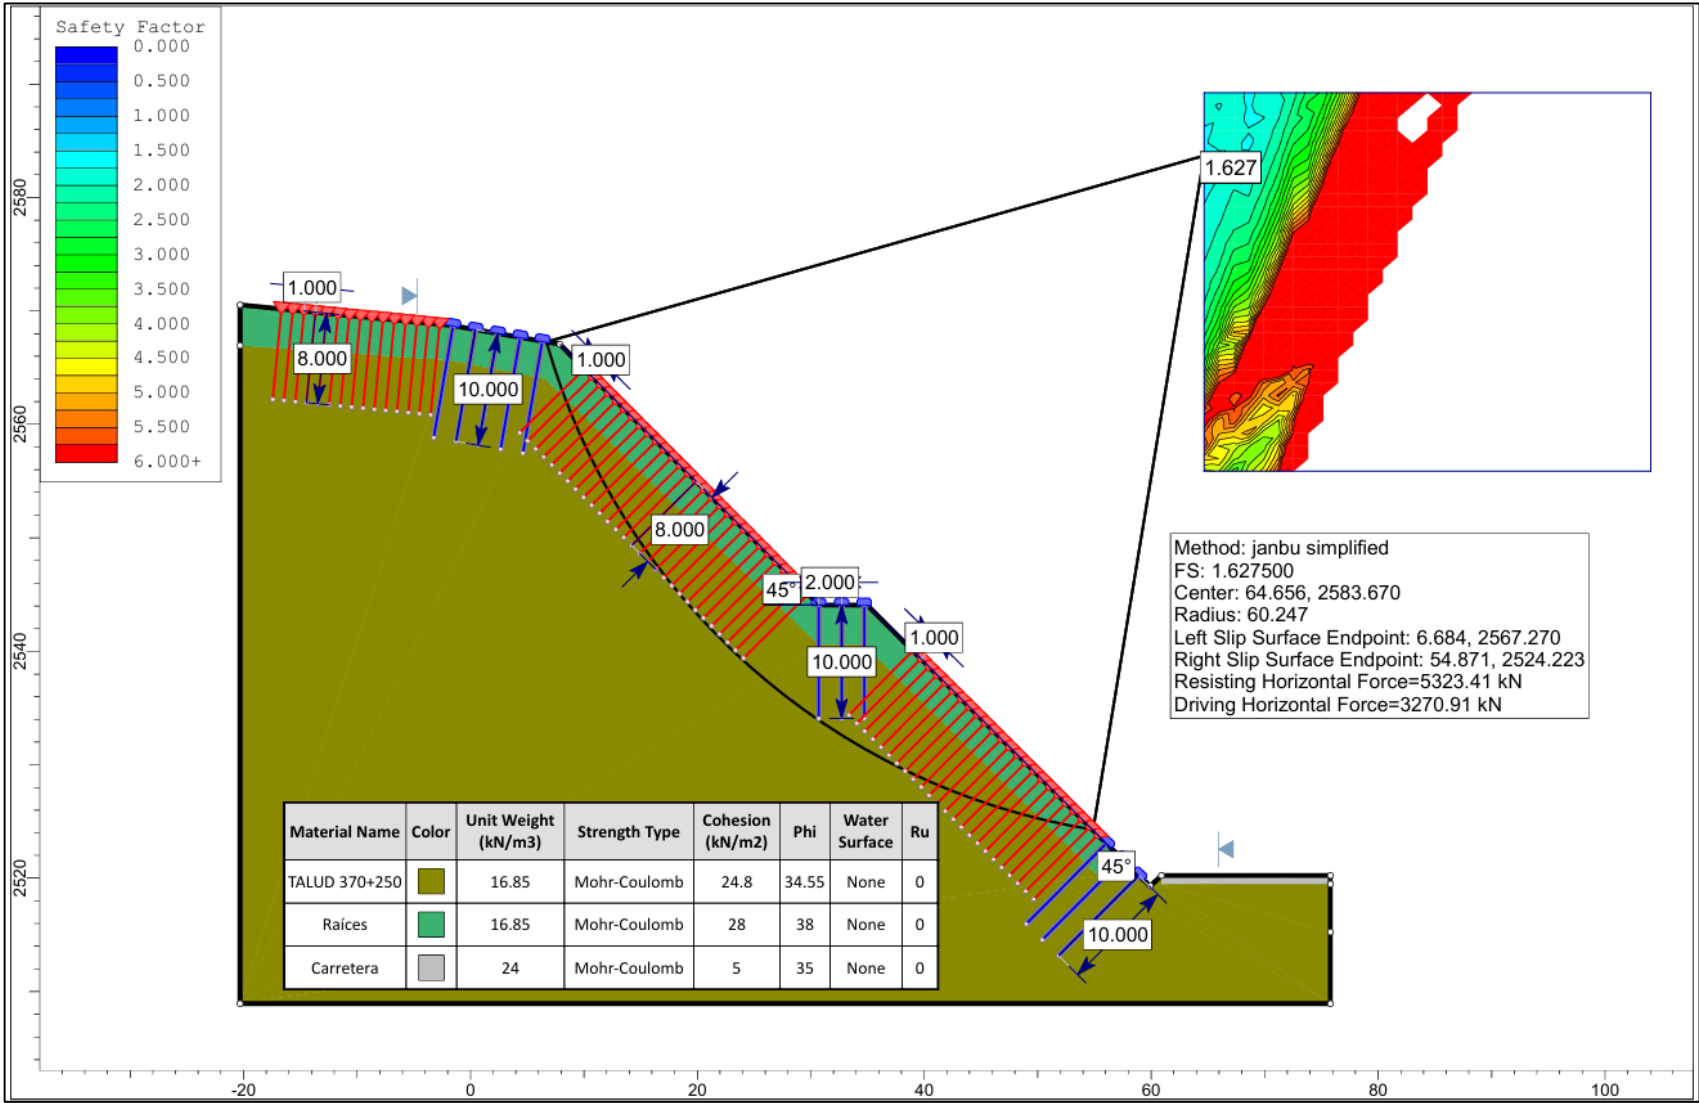 Safety Factor
0.000
0.500
1.000
1.500
2.000
2.500
3.000
3.500
4.000
4.500
5.000
5.500
6.000+
1.627
1.000
8.000
10.000
1.000
8.000
45°
2.000
10.000
1.000
45°
10.000
Method: janbu simplified
FS: 1.627500
Center: 64.656, 2583.670
Radius: 60.247
Left Slip Surface Endpoint: 6.684, 2567.270
Right Slip Surface Endpoint: 54.871, 2524.223
Resisting Horizontal Force=5323.41 kN
Driving Horizontal Force=3270.91 kN
Material Name Color Unit Weight (kN/m3) Strength Type Cohesion (kN/m2) Phi Water Surface Ru
TALUD 370+250 16.85 Mohr-Coulomb 24.8 34.55 None 0
Raíces 16.85 Mohr-Coulomb 28 38 None 0
Carretera 24 Mohr-Coulomb 5 35 None 0
2580
2560
2540
2520
-20 0 20 40 60 80 100